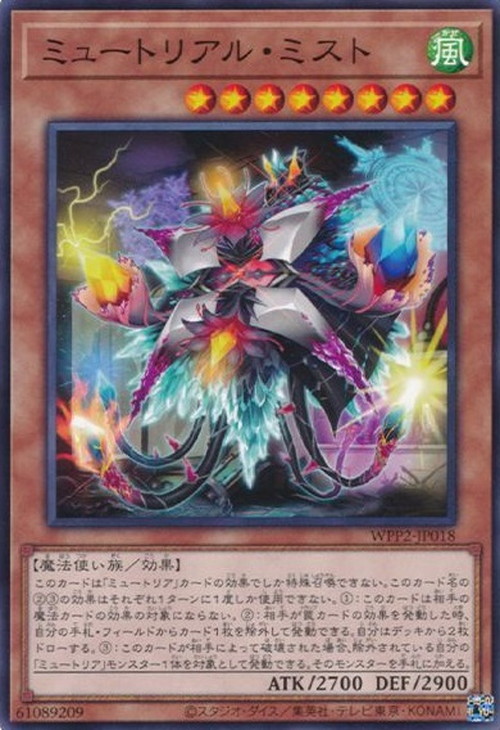 ミュートリアル・ミスト
風
WPP2-JP018
【魔法使い族/効果】
このカードは「ミュートリア」カードの効果でしか特殊召喚できない。このカード名の
②③の効果はそれぞれ1ターンに1度しか使用できない。①:このカードは相手の
魔法カードの効果の対象にならない。②:相手が罠カードの効果を発動した時、
自分の手札・フィールドからカード1枚を除外して発動できる。自分はデッキから2枚
ドローする。③:このカードが相手によって破壊された場合、除外されている自分の
「ミュートリア」モンスター1体を対象として発動できる。そのモンスターを手札に加える。
ATK/2700 DEF/2900
61089209 ©スタジオ・ダイス/集英社・テレビ東京・KONAMI